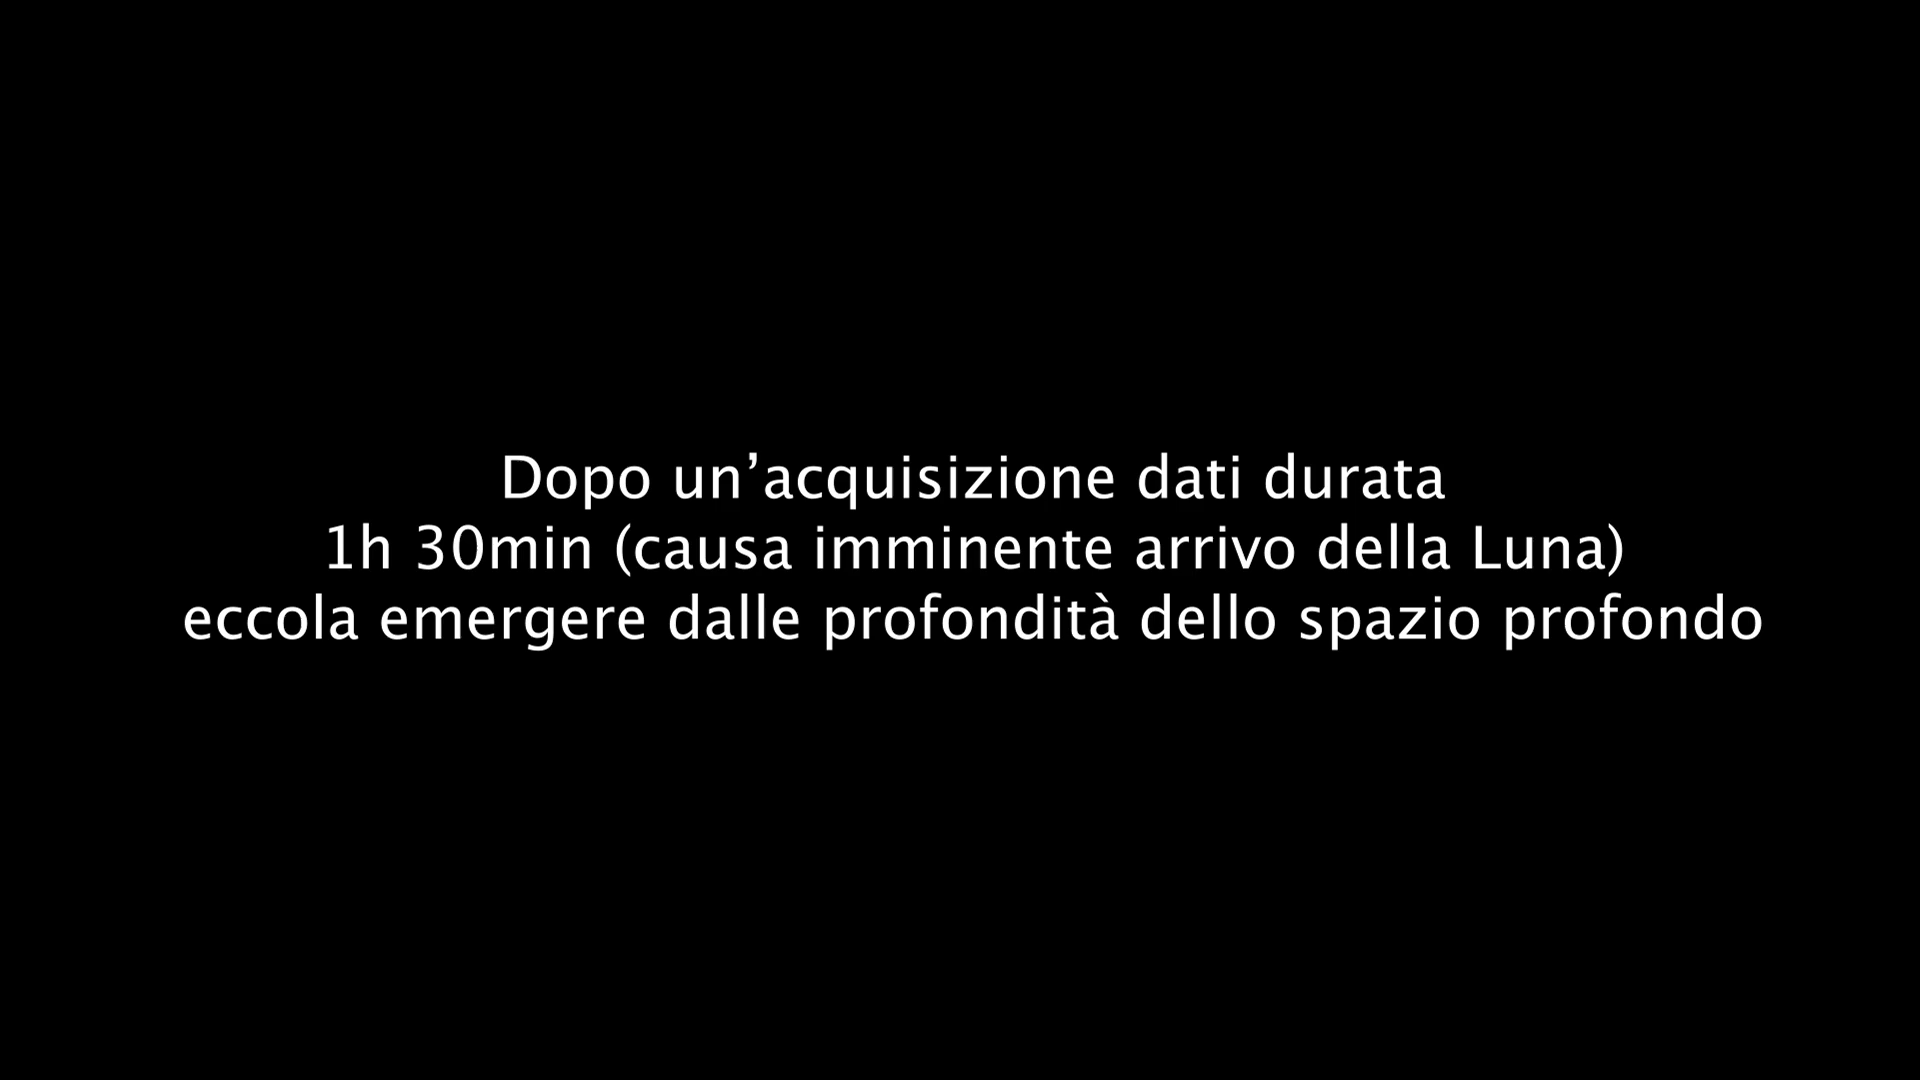 Dopo un’acquisizione dati durata
1h 30min (causa imminente arrivo della Luna)
eccola emergere dalle profondità dello spazio profondo